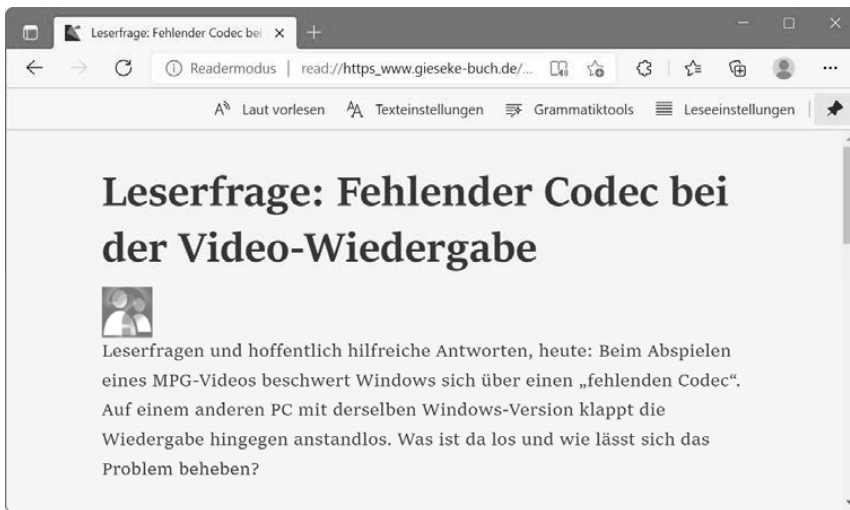 Leserfrage: Fehlender Codec bei
Readermodus | read://https_www.gieseke-buch.de/...
Laut vorlesen Texteinstellungen Grammatiktools Leseeinstellungen
Leserfrage: Fehlender Codec bei
der Video-Wiedergabe
Leserfragen und hoffentlich hilfreiche Antworten, heute: Beim Abspielen
eines MPG-Videos beschwert Windows sich über einen „fehlenden Codec“.
Auf einem anderen PC mit derselben Windows-Version klappt die
Wiedergabe hingegen anstandlos. Was ist da los und wie lässt sich das
Problem beheben?